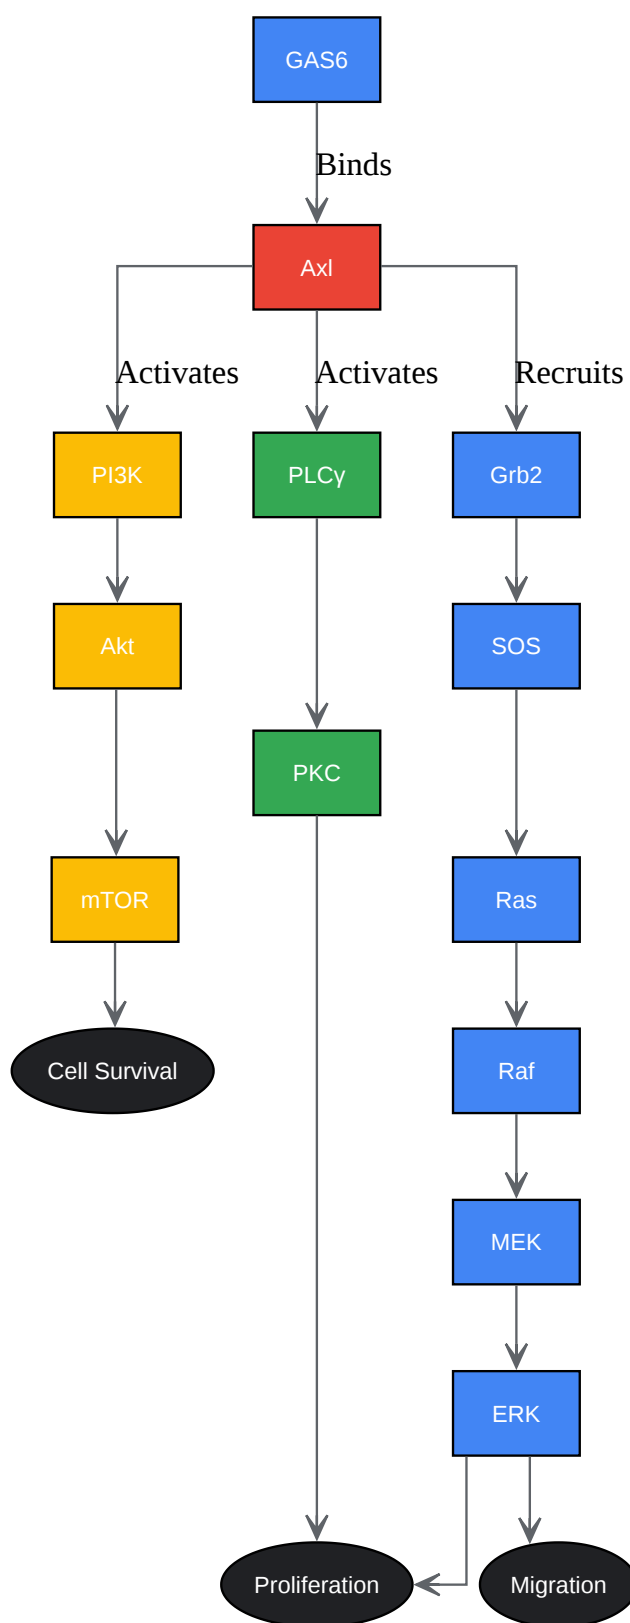 GAS6
Binds
Axl
Activates
Activates
Recruits
PI3K
PLCγ
Grb2
Akt
SOS
PKC
mTOR
Ras
Cell Survival
Raf
MEK
ERK
Proliferation
Migration